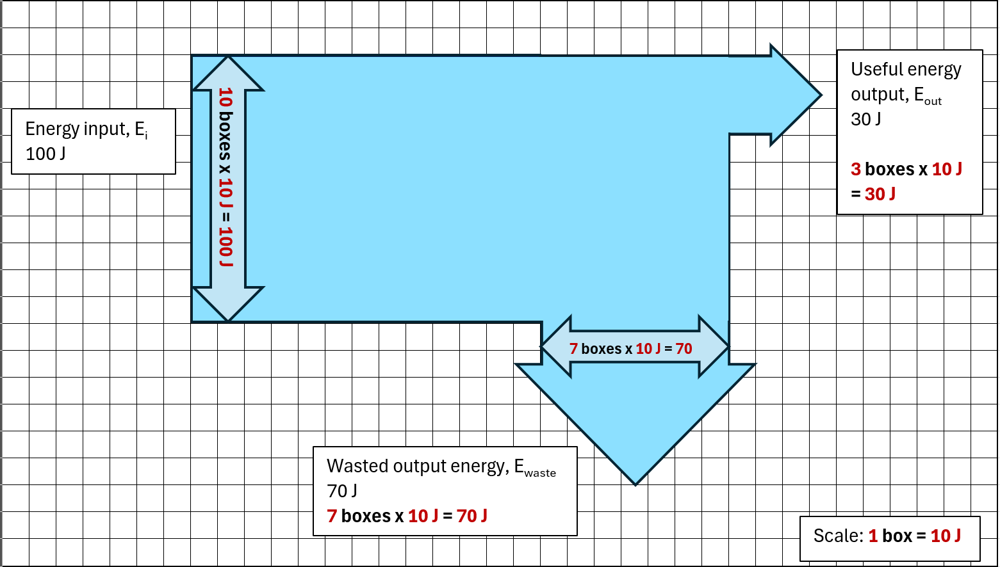 Energy input, Eᵢ
100 J
10 boxes x 10 J = 100 J
Useful energy
output, Eout
30 J
3 boxes x 10 J
= 30 J
7 boxes x 10 J = 70
Wasted output energy, Ewaste
70 J
7 boxes x 10 J = 70 J
Scale: 1 box = 10 J